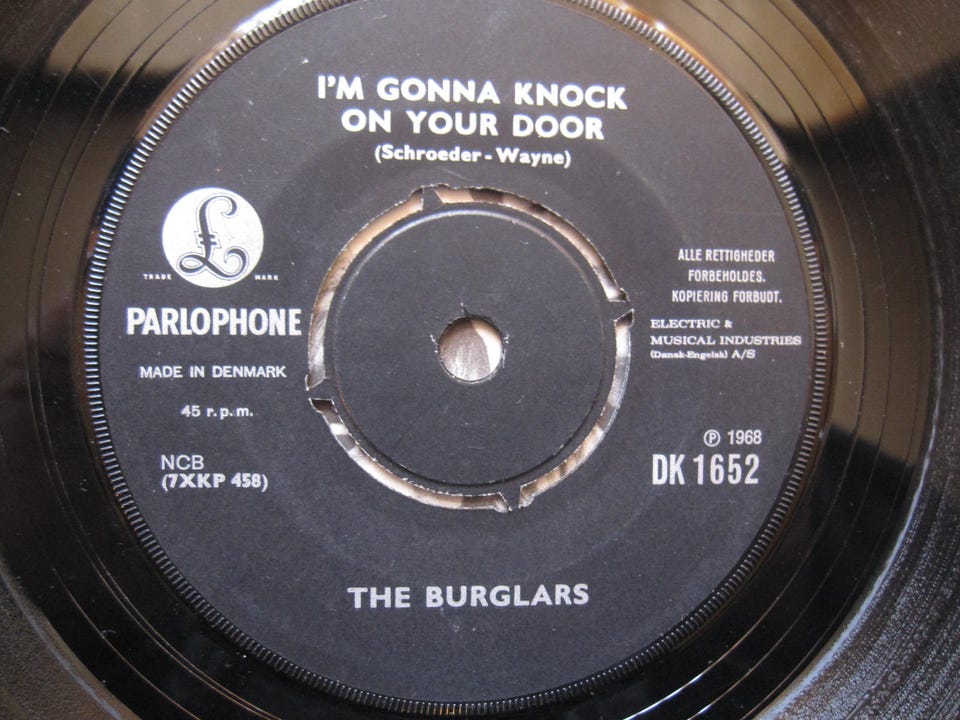 I'M GONNA KNOCK
ON YOUR DOOR
(Schroeder - Wayne)
£
TRADE MARK
PARLOPHONE
MADE IN DENMARK
45 r.p.m.
NCB
(7XKP 458)
ALLE RETTIGHEDER
FORBEHOLDES.
KOPIERING FORBUDT.
ELECTRIC &
MUSICAL INDUSTRIES
(Dansk-Engelsk) A/S
℗ 1968
DK 1652
THE BURGLARS